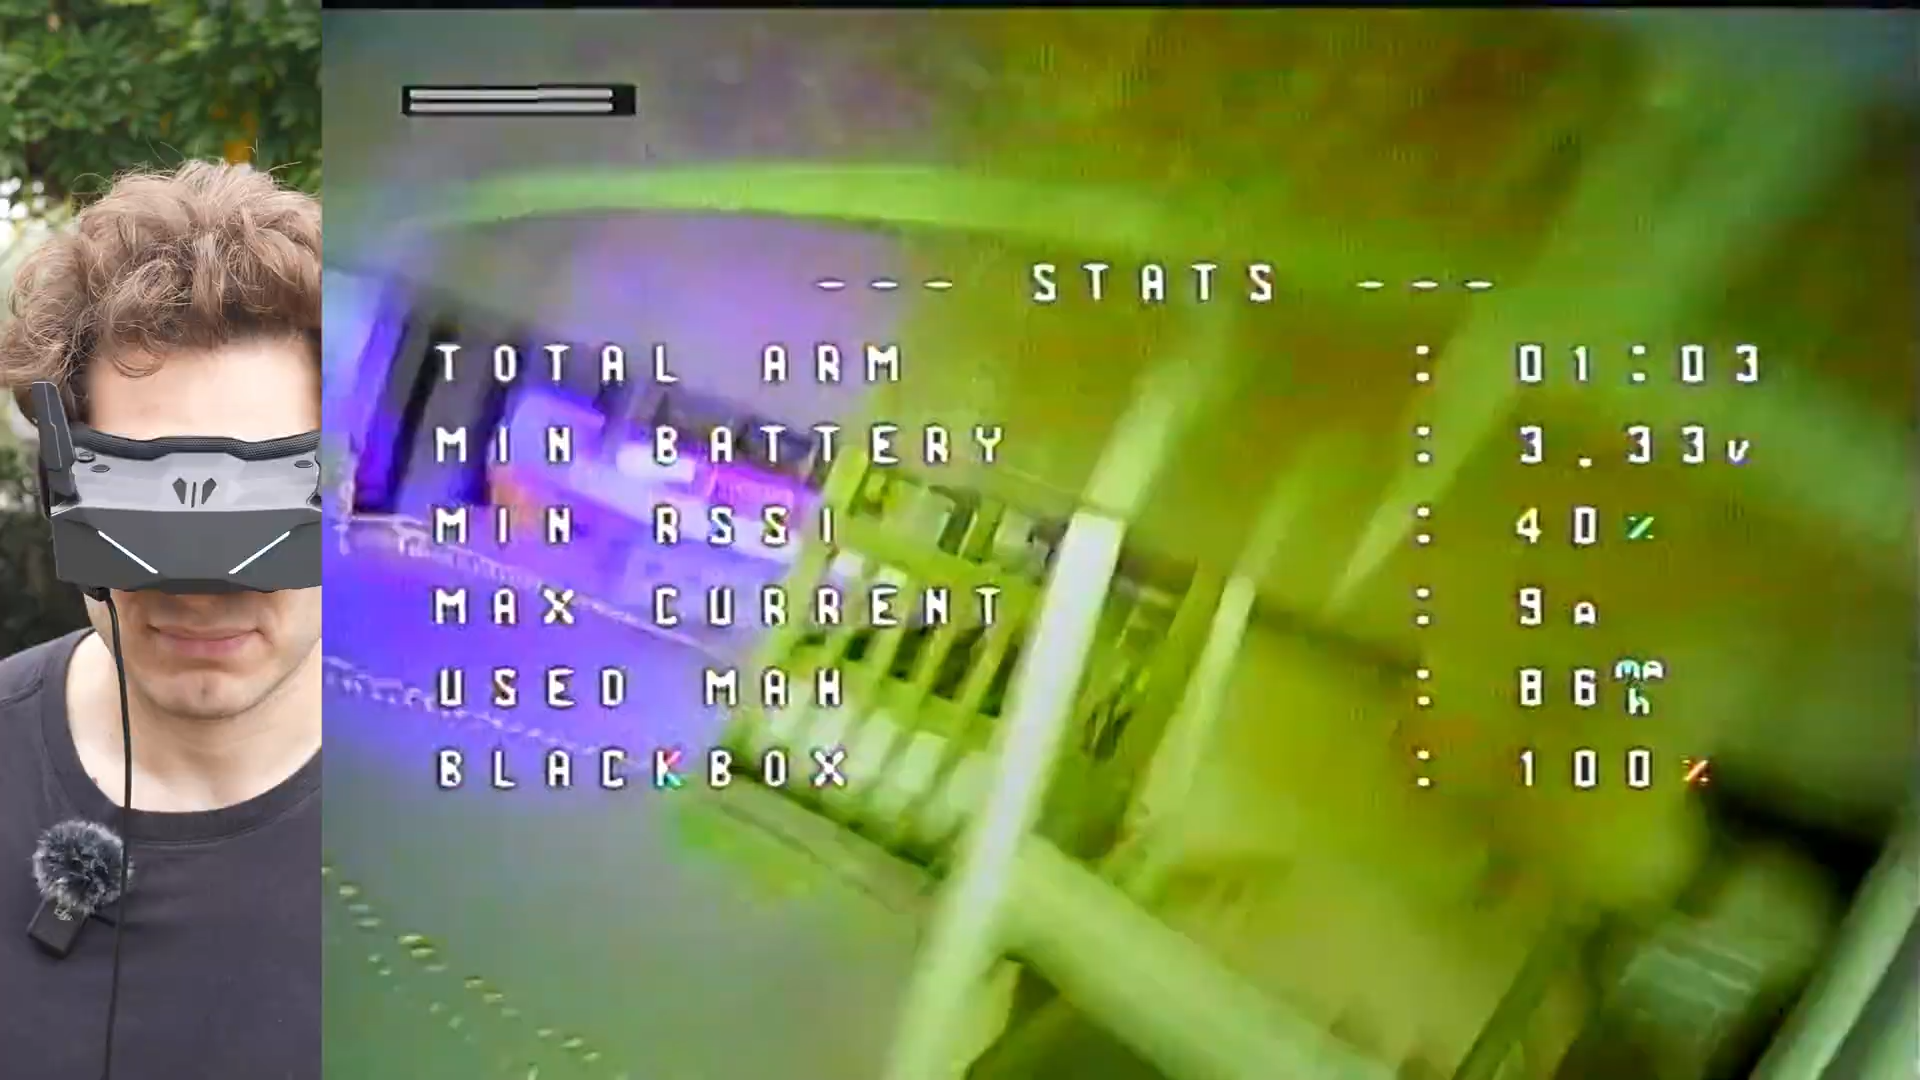 --- STATS ---
TOTAL ARM : 01:03
MIN BATTERY : 3.33v
MIN RSSI : 40%
MAX CURRENT : 9A
USED MAH : 86mAh
BLACKBOX : 100%